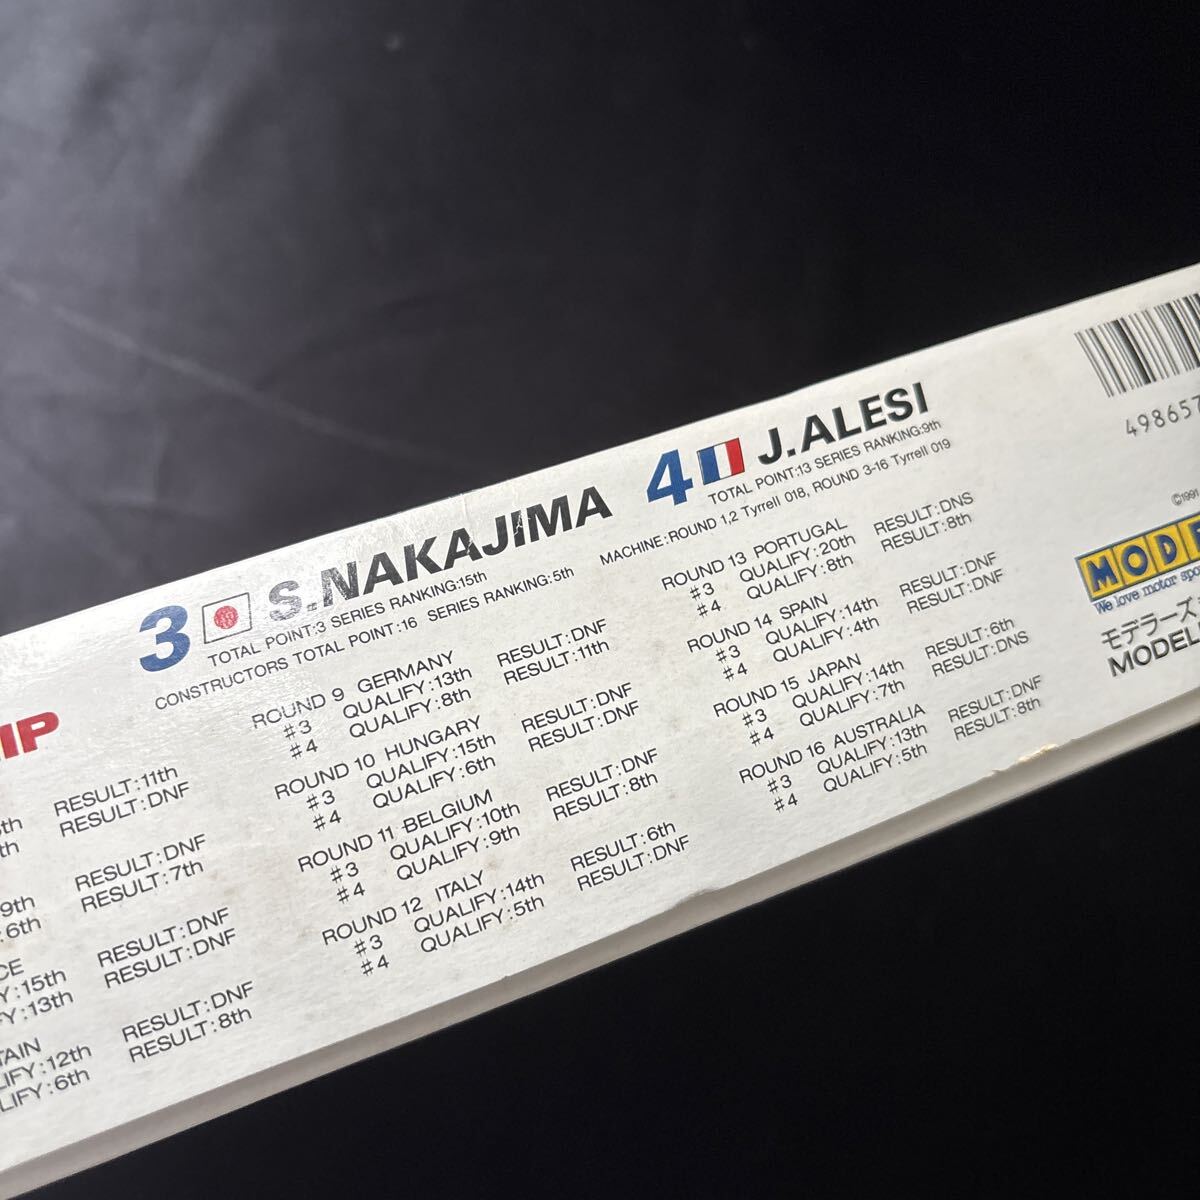 3 S.NAKAJIMA
TOTAL POINT:3 SERIES RANKING:15th
4 J.ALESI
TOTAL POINT:13 SERIES RANKING:9th
CONSTRUCTORS TOTAL POINT:16 SERIES RANKING:5th MACHINE:ROUND 1,2 Tyrrell 018, ROUND 3-16 Tyrrell 019
RESULT:11th
RESULT:DNF
RESULT:DNF
RESULT:7th
RESULT:DNF
RESULT:DNF
RESULT:DNF
RESULT:8th
ROUND 9 GERMANY
#3 QUALIFY:13th RESULT:DNF
#4 QUALIFY:8th RESULT:11th
ROUND 10 HUNGARY
#3 QUALIFY:15th RESULT:DNF
#4 QUALIFY:6th RESULT:DNF
ROUND 11 BELGIUM
#3 QUALIFY:10th RESULT:DNF
#4 QUALIFY:9th RESULT:8th
ROUND 12 ITALY
#3 QUALIFY:14th RESULT:6th
#4 QUALIFY:5th RESULT:DNF
ROUND 13 PORTUGAL
#3 QUALIFY:20th RESULT:DNS
#4 QUALIFY:8th RESULT:8th
ROUND 14 SPAIN
#3 QUALIFY:14th RESULT:DNF
#4 QUALIFY:4th RESULT:DNF
ROUND 15 JAPAN
#3 QUALIFY:14th RESULT:6th
#4 QUALIFY:7th RESULT:DNS
ROUND 16 AUSTRALIA
#3 QUALIFY:13th RESULT:DNF
#4 QUALIFY:5th RESULT:8th
498657
©1991
We love motor
モデラーズ